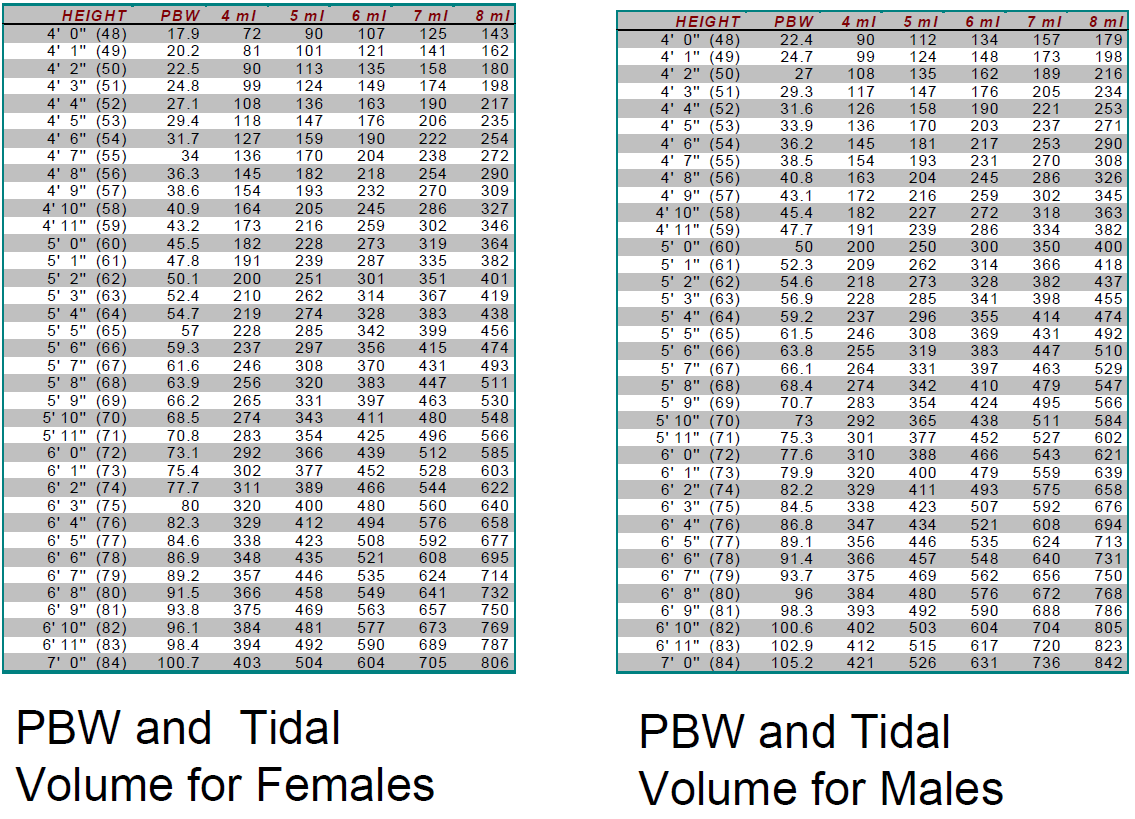 HEIGHT PBW 4 ml 5 ml 6 ml 7 ml 8 ml
4' 0" (48) 17.9 72 90 107 125 143
4' 1" (49) 20.2 81 101 121 141 162
4' 2" (50) 22.5 90 113 135 158 180
4' 3" (51) 24.8 99 124 149 174 198
4' 4" (52) 27.1 108 136 163 190 217
4' 5" (53) 29.4 118 147 176 206 235
4' 6" (54) 31.7 127 159 190 222 254
4' 7" (55) 34 136 170 204 238 272
4' 8" (56) 36.3 145 182 218 254 290
4' 9" (57) 38.6 154 193 232 270 309
4' 10" (58) 40.9 164 205 245 286 327
4' 11" (59) 43.2 173 216 259 302 346
5' 0" (60) 45.5 182 228 273 319 364
5' 1" (61) 47.8 191 239 287 335 382
5' 2" (62) 50.1 200 251 301 351 401
5' 3" (63) 52.4 210 262 314 367 419
5' 4" (64) 54.7 219 274 328 383 438
5' 5" (65) 57 228 285 342 399 456
5' 6" (66) 59.3 237 297 356 415 474
5' 7" (67) 61.6 246 308 370 431 493
5' 8" (68) 63.9 256 320 383 447 511
5' 9" (69) 66.2 265 331 397 463 530
5' 10" (70) 68.5 274 343 411 480 548
5' 11" (71) 70.8 283 354 425 496 566
6' 0" (72) 73.1 292 366 439 512 585
6' 1" (73) 75.4 302 377 452 528 603
6' 2" (74) 77.7 311 389 466 544 622
6' 3" (75) 80 320 400 480 560 640
6' 4" (76) 82.3 329 412 494 576 658
6' 5" (77) 84.6 338 423 508 592 677
6' 6" (78) 86.9 348 435 521 608 695
6' 7" (79) 89.2 357 446 535 624 714
6' 8" (80) 91.5 366 458 549 641 732
6' 9" (81) 93.8 375 469 563 657 750
6' 10" (82) 96.1 384 481 577 673 769
6' 11" (83) 98.4 394 492 590 689 787
7' 0" (84) 100.7 403 504 604 705 806
PBW and Tidal
Volume for Females
HEIGHT PBW 4 ml 5 ml 6 ml 7 ml 8 ml
4' 0" (48) 22.4 90 112 134 157 179
4' 1" (49) 24.7 99 124 148 173 198
4' 2" (50) 27 108 135 162 189 216
4' 3" (51) 29.3 117 147 176 205 234
4' 4" (52) 31.6 126 158 190 221 253
4' 5" (53) 33.9 136 170 203 237 271
4' 6" (54) 36.2 145 181 217 253 290
4' 7" (55) 38.5 154 193 231 270 308
4' 8" (56) 40.8 163 204 245 286 326
4' 9" (57) 43.1 172 216 259 302 345
4' 10" (58) 45.4 182 227 272 318 363
4' 11" (59) 47.7 191 239 286 334 382
5' 0" (60) 50 200 250 300 350 400
5' 1" (61) 52.3 209 262 314 366 418
5' 2" (62) 54.6 218 273 328 382 437
5' 3" (63) 56.9 228 285 341 398 455
5' 4" (64) 59.2 237 296 355 414 474
5' 5" (65) 61.5 246 308 369 431 492
5' 6" (66) 63.8 255 319 383 447 510
5' 7" (67) 66.1 264 331 397 463 529
5' 8" (68) 68.4 274 342 410 479 547
5' 9" (69) 70.7 283 354 424 495 566
5' 10" (70) 73 292 365 438 511 584
5' 11" (71) 75.3 301 377 452 527 602
6' 0" (72) 77.6 310 388 466 543 621
6' 1" (73) 79.9 320 400 479 559 639
6' 2" (74) 82.2 329 411 493 575 658
6' 3" (75) 84.5 338 423 507 592 676
6' 4" (76) 86.8 347 434 521 608 694
6' 5" (77) 89.1 356 446 535 624 713
6' 6" (78) 91.4 366 457 548 640 731
6' 7" (79) 93.7 375 469 562 656 750
6' 8" (80) 96 384 480 576 672 768
6' 9" (81) 98.3 393 492 590 688 786
6' 10" (82) 100.6 402 503 604 704 805
6' 11" (83) 102.9 412 515 617 720 823
7' 0" (84) 105.2 421 526 631 736 842
PBW and Tidal
Volume for Males